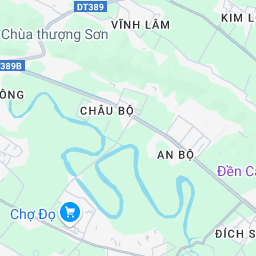 DT389
VĨNH LÂM
KIM L
Chùa thượng Sơn
389B
ÔNG
CHÂU BỘ
AN BỘ
Đền Ca
Chợ Đọ
ĐÍCH S